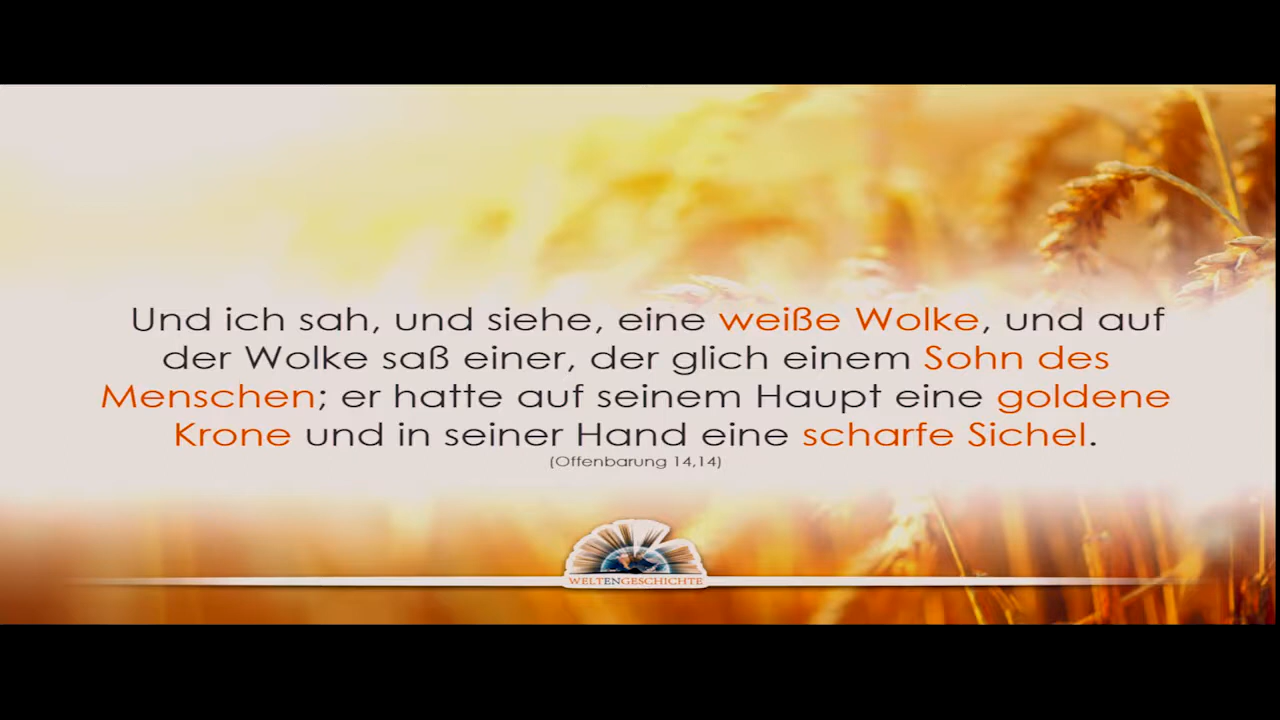 Und ich sah, und siehe, eine weiße Wolke, und auf
der Wolke saß einer, der glich einem Sohn des
Menschen; er hatte auf seinem Haupt eine goldene
Krone und in seiner Hand eine scharfe Sichel.
(Offenbarung 14,14)
WELTENGESCHICHTE